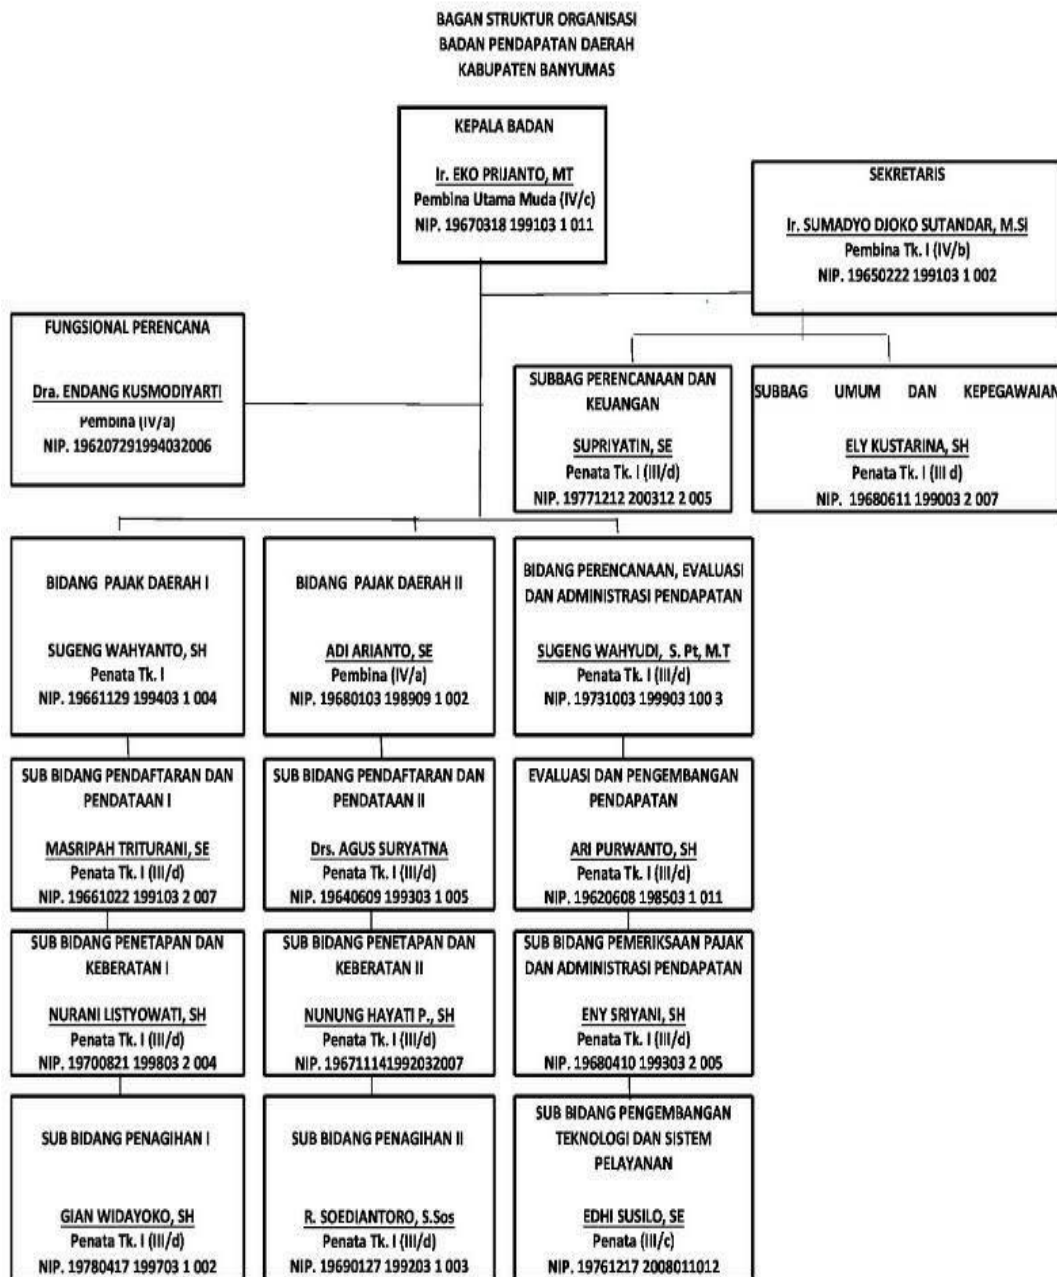 BAGAN STRUKTUR ORGANISASI
BADAN PENDAPATAN DAERAH
KABUPATEN BANYUMAS
KEPALA BADAN
Ir. EKO PRIJANTO, MT
Pembina Utama Muda (IV/c)
NIP. 19670318 199103 1 011
SEKRETARIS
Ir. SUMADYO DJOKO SUTANDAR, M.Si
Pembina Tk. I (IV/b)
NIP. 19650222 199103 1 002
FUNGSIONAL PERENCANA
Dra. ENDANG KUSMODIYARTI
Pembina (IV/a)
NIP. 196207291994032006
SUBBAG PERENCANAAN DAN
KEUANGAN
SUPRIYATIN, SE
Penata Tk. I (III/d)
NIP. 19771212 200312 2 005
SUBBAG UMUM DAN KEPEGAWAIAN
ELY KUSTARINA, SH
Penata Tk. I (III d)
NIP. 19680611 199003 2 007
BIDANG PAJAK DAERAH I
SUGENG WAHYANTO, SH
Penata Tk. I
NIP. 19661129 199403 1 004
BIDANG PAJAK DAERAH II
ADI ARIANTO, SE
Pembina (IV/a)
NIP. 19680103 198909 1 002
BIDANG PERENCANAAN, EVALUASI
DAN ADMINISTRASI PENDAPATAN
SUGENG WAHYUDI, S. Pt, M.T
Penata Tk. I (III/d)
NIP. 19731003 199903 100 3
SUB BIDANG PENDAFTARAN DAN
PENDATAAN I
MASRIPAH TRITURANI, SE
Penata Tk. I (III/d)
NIP. 19661022 199103 2 007
SUB BIDANG PENDAFTARAN DAN
PENDATAAN II
Drs. AGUS SURYATNA
Penata Tk. I (III/d)
NIP. 19640609 199303 1 005
EVALUASI DAN PENGEMBANGAN
PENDAPATAN
ARI PURWANTO, SH
Penata Tk. I (III/d)
NIP. 19620608 198503 1 011
SUB BIDANG PENETAPAN DAN
KEBERATAN I
NURANI LISTYOWATI, SH
Penata Tk. I (III/d)
NIP. 19700821 199803 2 004
SUB BIDANG PENETAPAN DAN
KEBERATAN II
NUNUNG HAYATI P., SH
Penata Tk. I (III/d)
NIP. 196711141992032007
SUB BIDANG PEMERIKSAAN PAJAK
DAN ADMINISTRASI PENDAPATAN
ENY SRIYANI, SH
Penata Tk. I (III/d)
NIP. 19680410 199303 2 005
SUB BIDANG PENAGIHAN I
GIAN WIDAYOKO, SH
Penata Tk. I (III/d)
NIP. 19780417 199703 1 002
SUB BIDANG PENAGIHAN II
R. SOEDIANTORO, S.Sos
Penata Tk. I (III/d)
NIP. 19690127 199203 1 003
SUB BIDANG PENGEMBANGAN
TEKNOLOGI DAN SISTEM
PELAYANAN
EDHI SUSILO, SE
Penata (III/c)
NIP. 19761217 2008011012